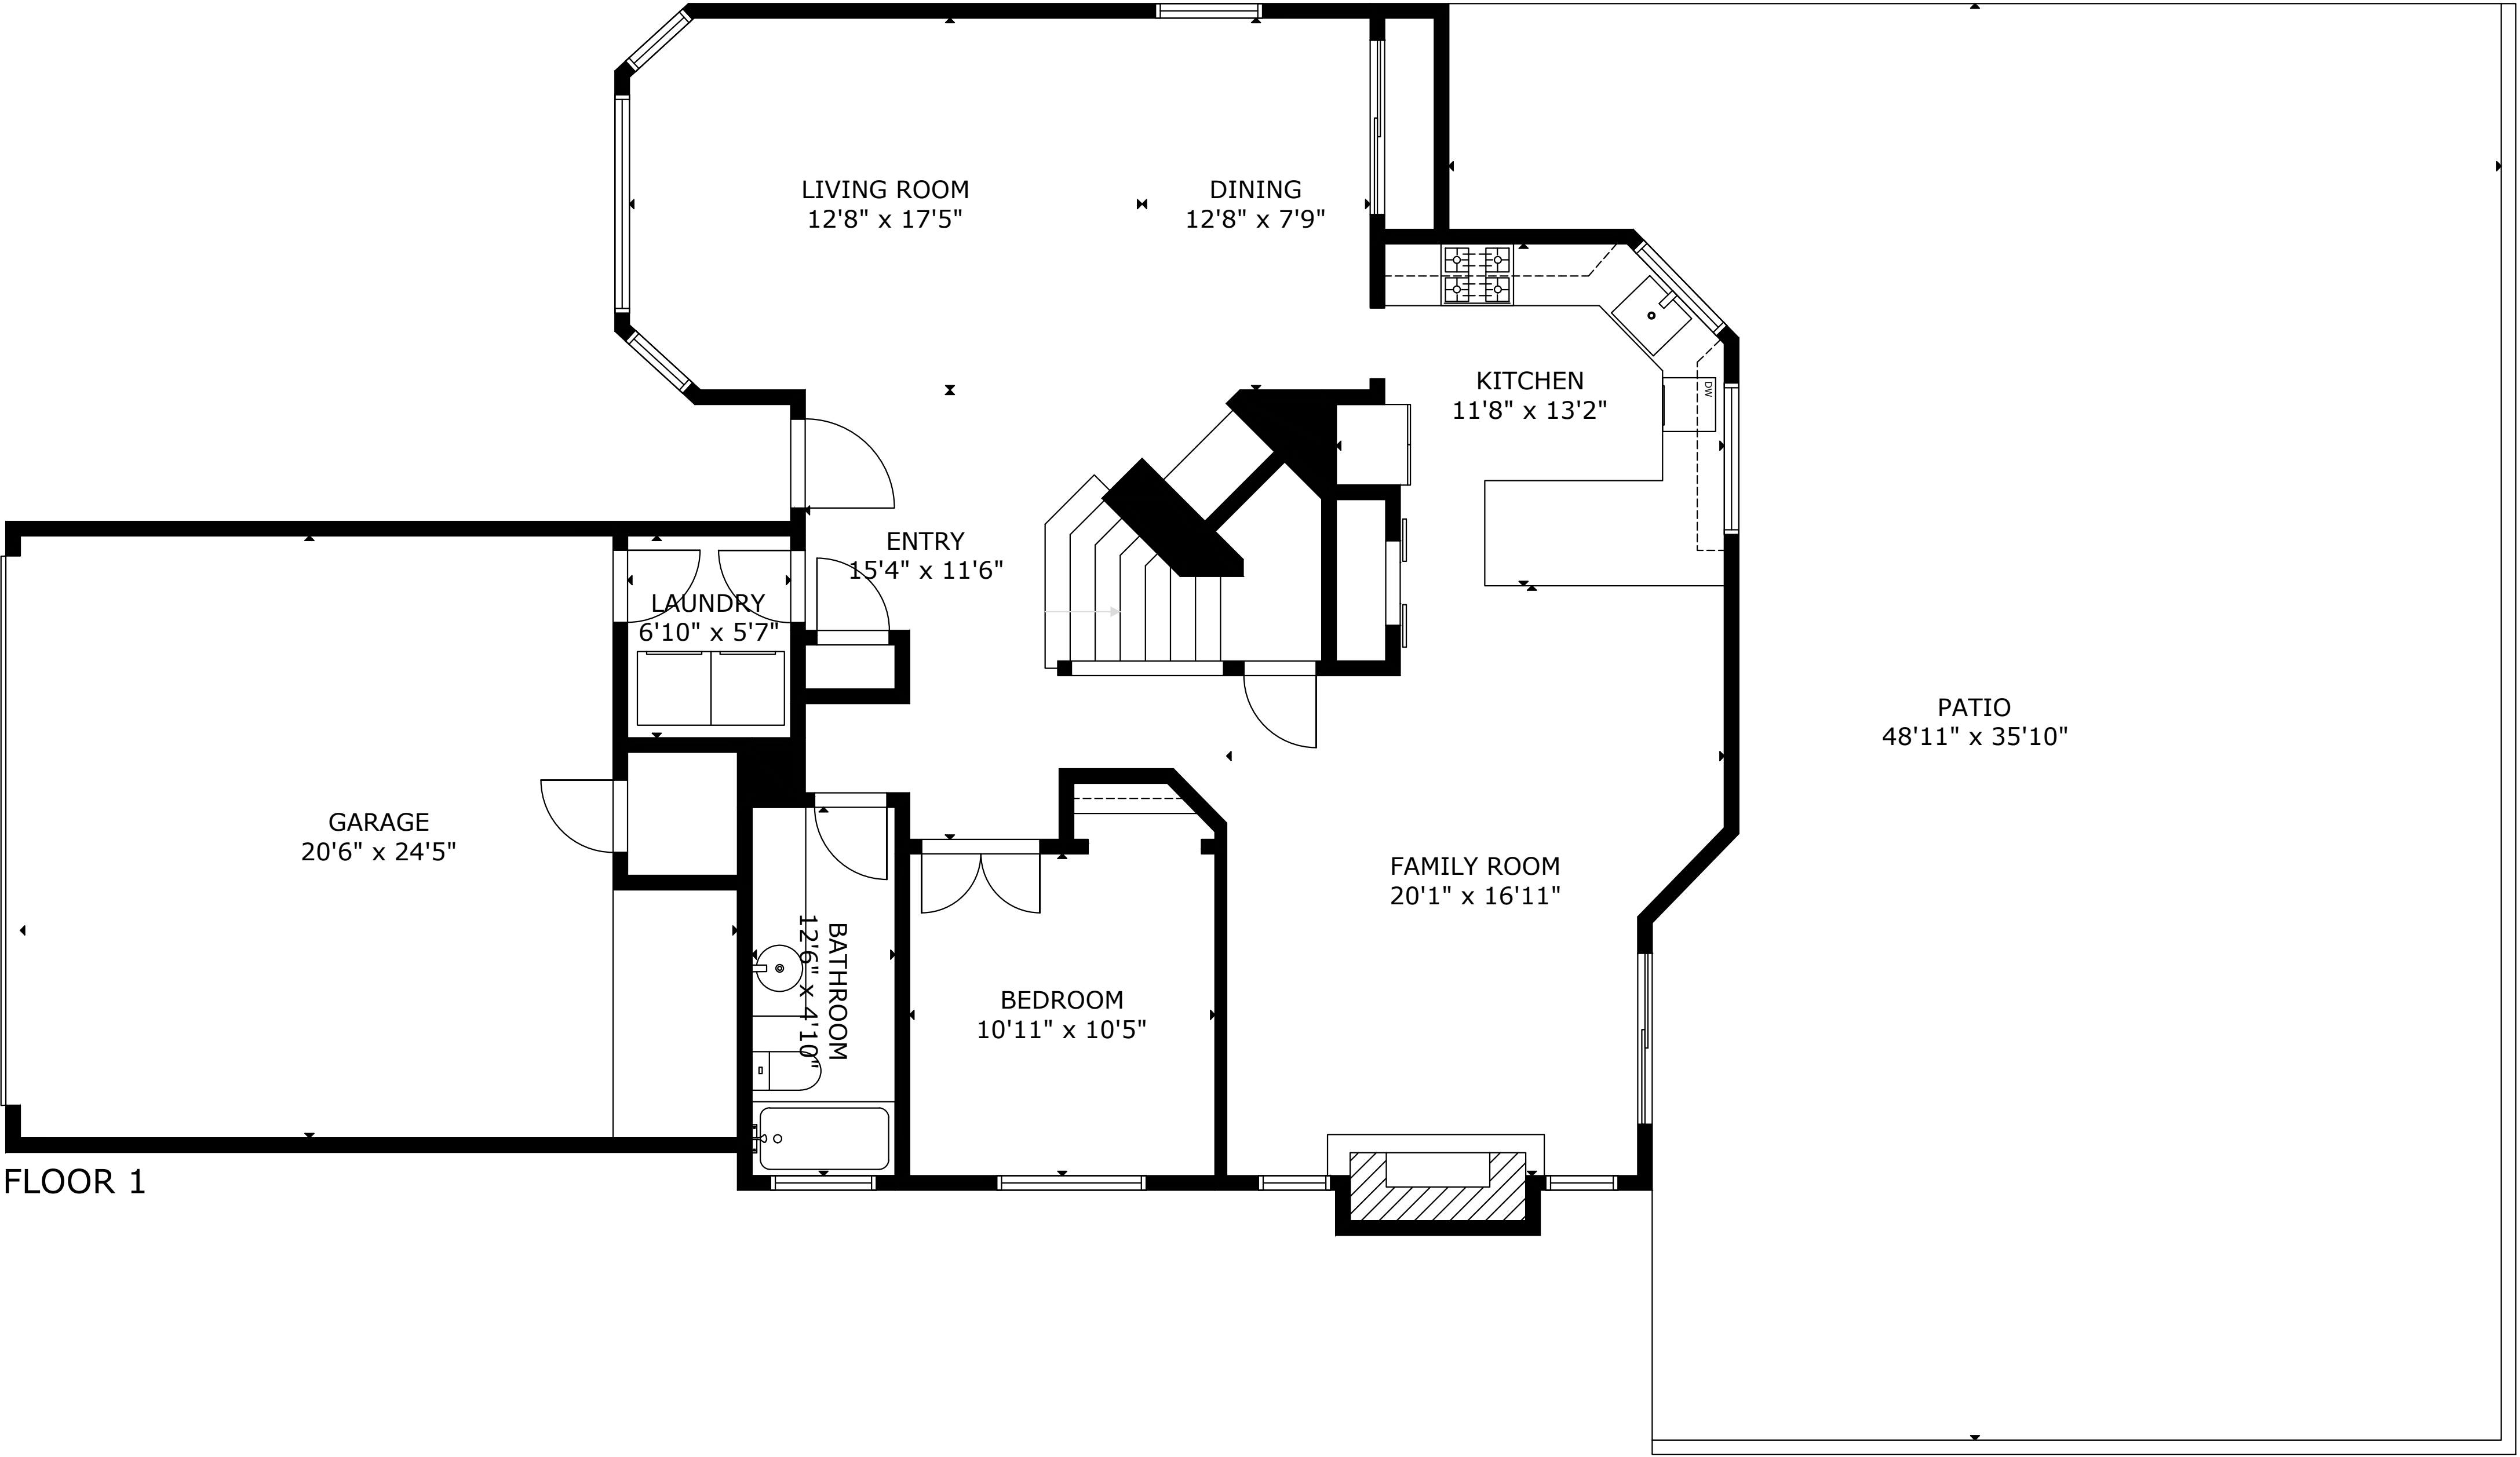 LIVING ROOM
12'8" x 17'5"
DINING
12'8" x 7'9"
KITCHEN
11'8" x 13'2"
DW
ENTRY
15'4" x 11'6"
LAUNDRY
6'10" x 5'7"
PATIO
48'11" x 35'10"
GARAGE
20'6" x 24'5"
FAMILY ROOM
20'1" x 16'11"
BATHROOM
12'6" x 4'10"
BEDROOM
10'11" x 10'5"
FLOOR 1